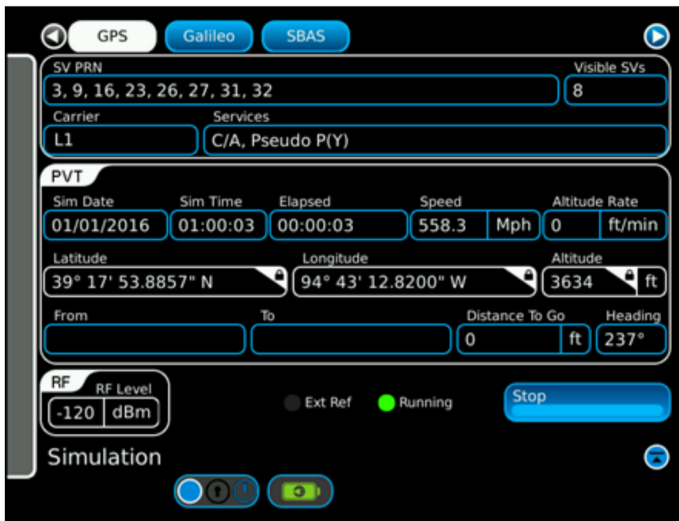 GPS Galileo SBAS
SV PRN Visible SVs
3, 9, 16, 23, 26, 27, 31, 32 8
Carrier Services
L1 C/A, Pseudo P(Y)
PVT
Sim Date Sim Time Elapsed Speed Altitude Rate
01/01/2016 01:00:03 00:00:03 558.3 Mph 0 ft/min
Latitude Longitude Altitude
39° 17' 53.8857" N 94° 43' 12.8200" W 3634 ft
From To Distance To Go Heading
0 ft 237°
RF RF Level
-120 dBm Ext Ref Running Stop
Simulation